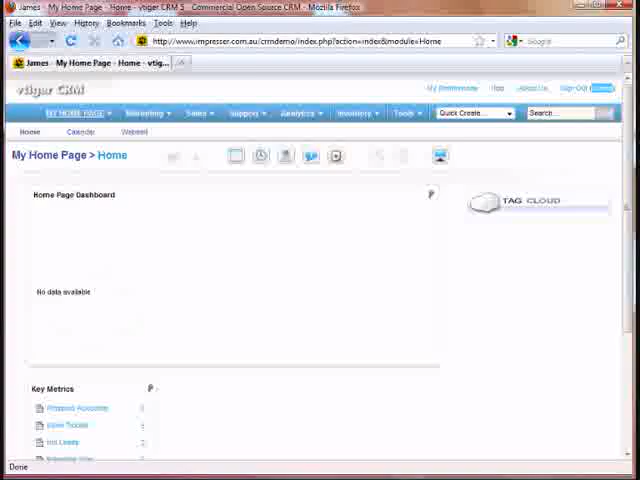 James - My Home Page - Home - vtiger CRM 5 - Commercial Open Source CRM - Mozilla Firefox
File Edit View History Bookmarks Tools Help
http://www.impresser.com.au/crmdemo/index.php?action=index&module=Home
Google
James - My Home Page - Home - vtig...
vtiger CRM
My Preferences Help About Us Sign Out
MY HOME PAGE Marketing Sales Support Analytics Inventory Tools Quick Create... Search...
Home Calendar Webmail
My Home Page > Home
Home Page Dashboard
TAG CLOUD
No data available
Key Metrics
Prospect Accounts
Open Tickets
Hot Leads
Done